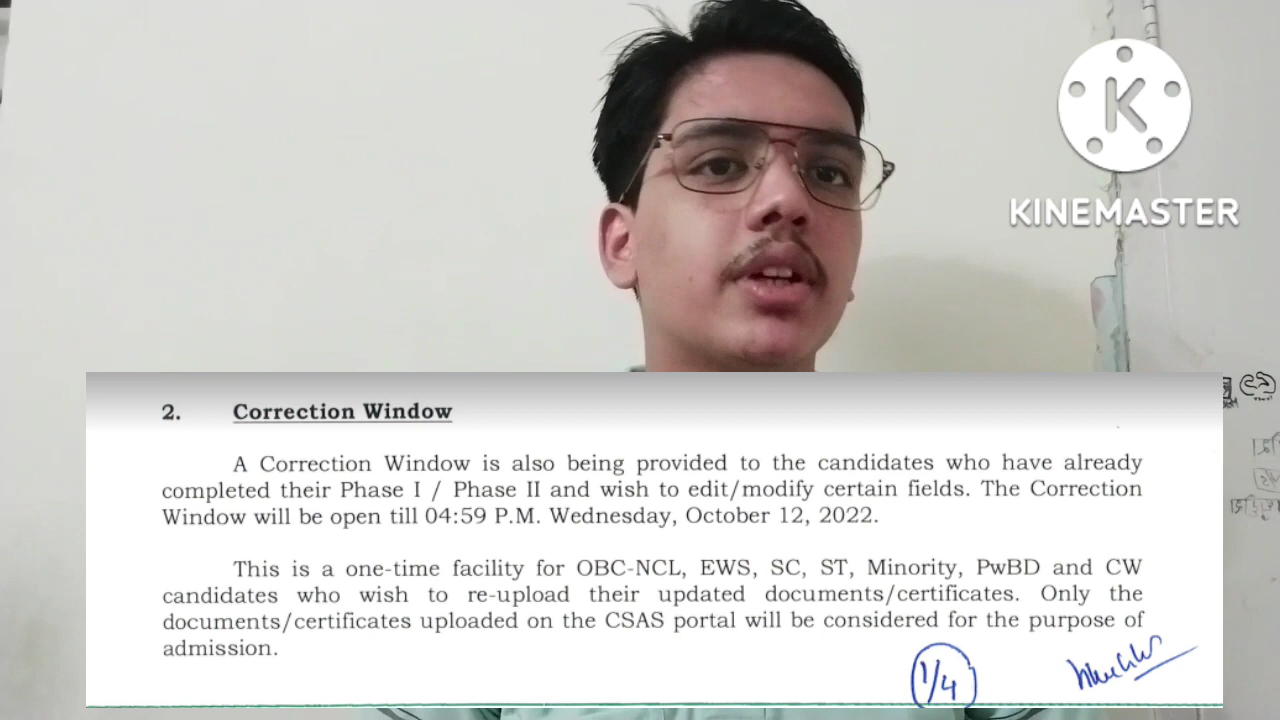 KINEMASTER
2. Correction Window
A Correction Window is also being provided to the candidates who have already
completed their Phase I / Phase II and wish to edit/modify certain fields. The Correction
Window will be open till 04:59 P.M. Wednesday, October 12, 2022.
This is a one-time facility for OBC-NCL, EWS, SC, ST, Minority, PwBD and CW
candidates who wish to re-upload their updated documents/certificates. Only the
documents/certificates uploaded on the CSAS portal will be considered for the purpose of
admission.
1/4